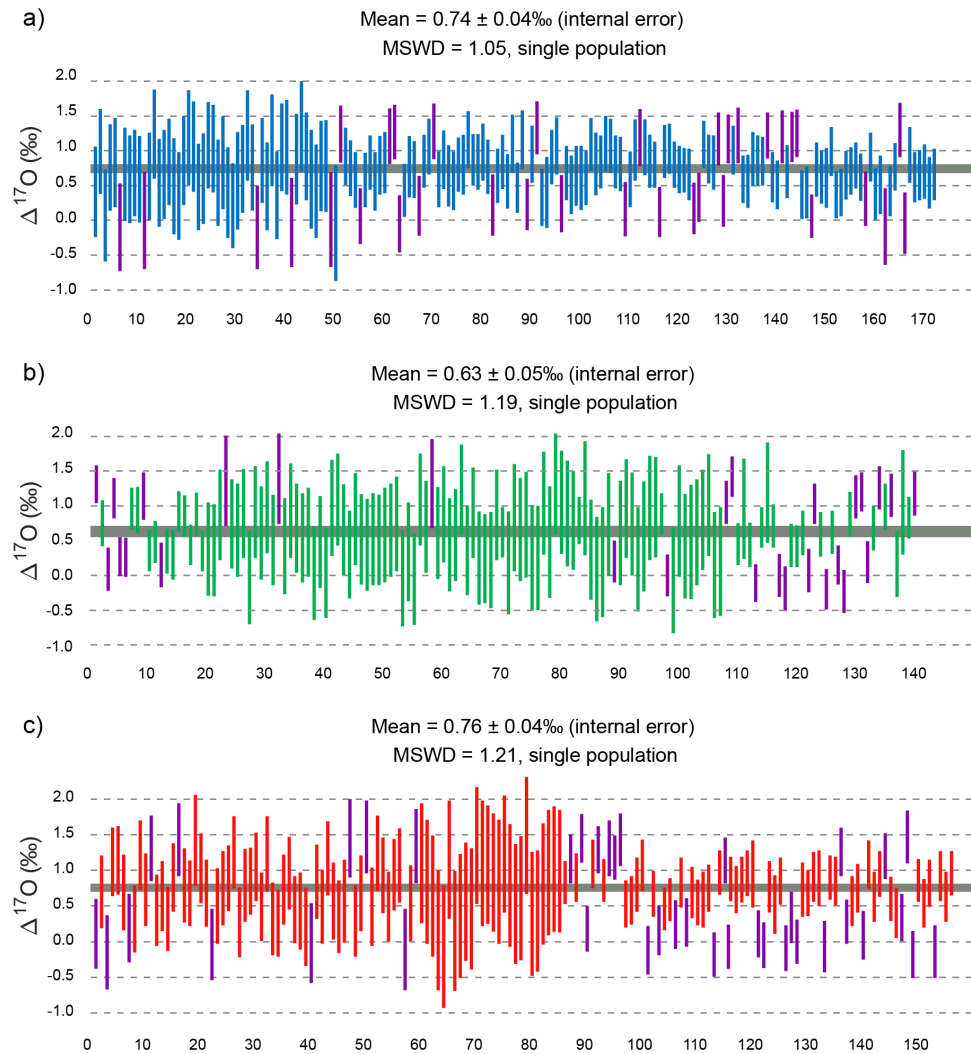 a)
Mean = 0.74 ± 0.04‰ (internal error)
MSWD = 1.05, single population
2.0
1.5
1.0
0.5
0.0
-0.5
-1.0
Δ ¹⁷O (‰)
0 10 20 30 40 50 60 70 80 90 100 110 120 130 140 150 160 170
b)
Mean = 0.63 ± 0.05‰ (internal error)
MSWD = 1.19, single population
2.0
1.5
1.0
0.5
0.0
-0.5
-1.0
Δ ¹⁷O (‰)
0 10 20 30 40 50 60 70 80 90 100 110 120 130 140
c)
Mean = 0.76 ± 0.04‰ (internal error)
MSWD = 1.21, single population
2.0
1.5
1.0
0.5
0.0
-0.5
-1.0
Δ ¹⁷O (‰)
0 10 20 30 40 50 60 70 80 90 100 110 120 130 140 150